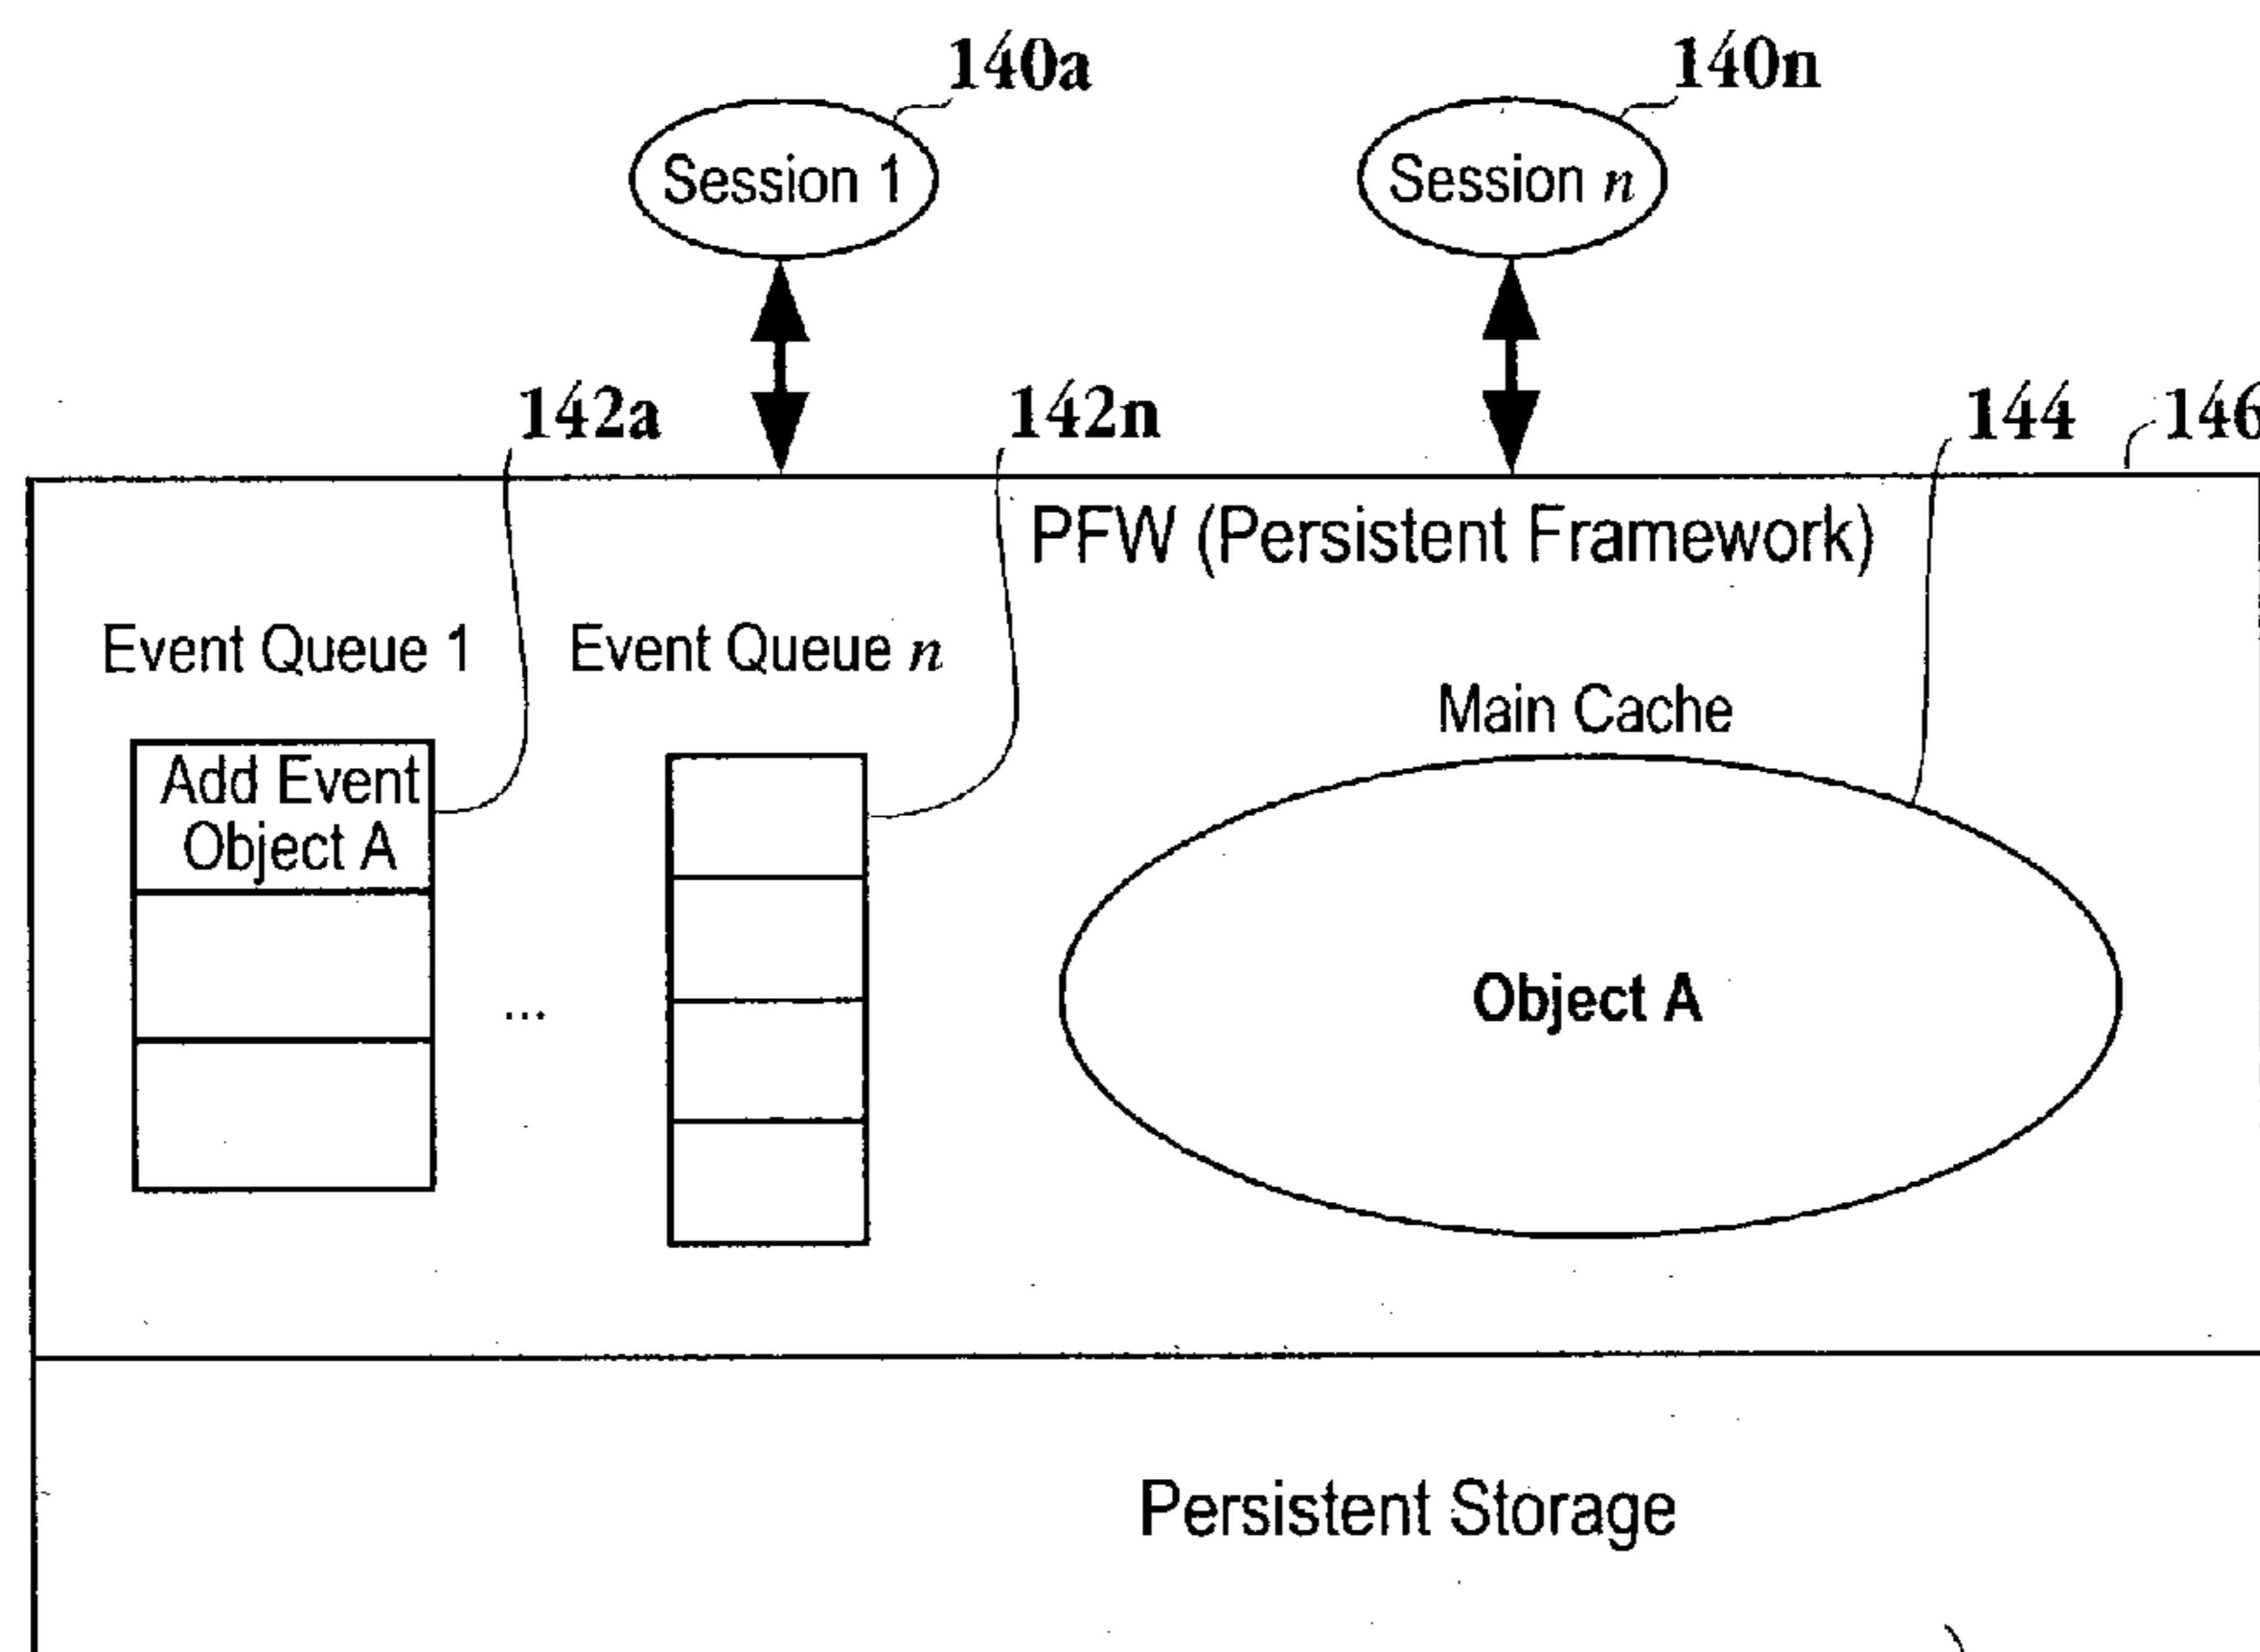 140a
140n
Session 1
Session n
142a
142n
144
146
PFW (Persistent Framework)
Event Queue 1
Event Queue n
Main Cache
Add Event
Object A
...
Object A
Persistent Storage